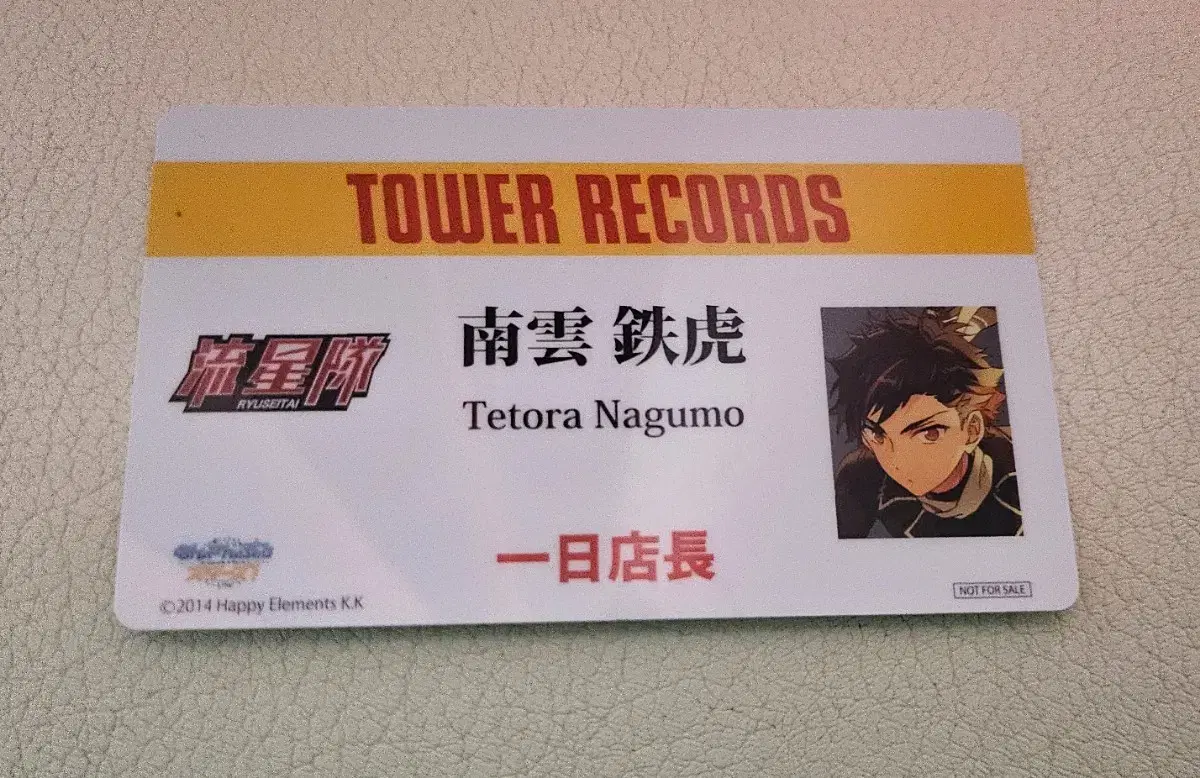 TOWER RECORDS
流星隊
RYUSEITAI
南雲 鉄虎
Tetora Nagumo
一日店長
©2014 Happy Elements K.K
NOT FOR SALE